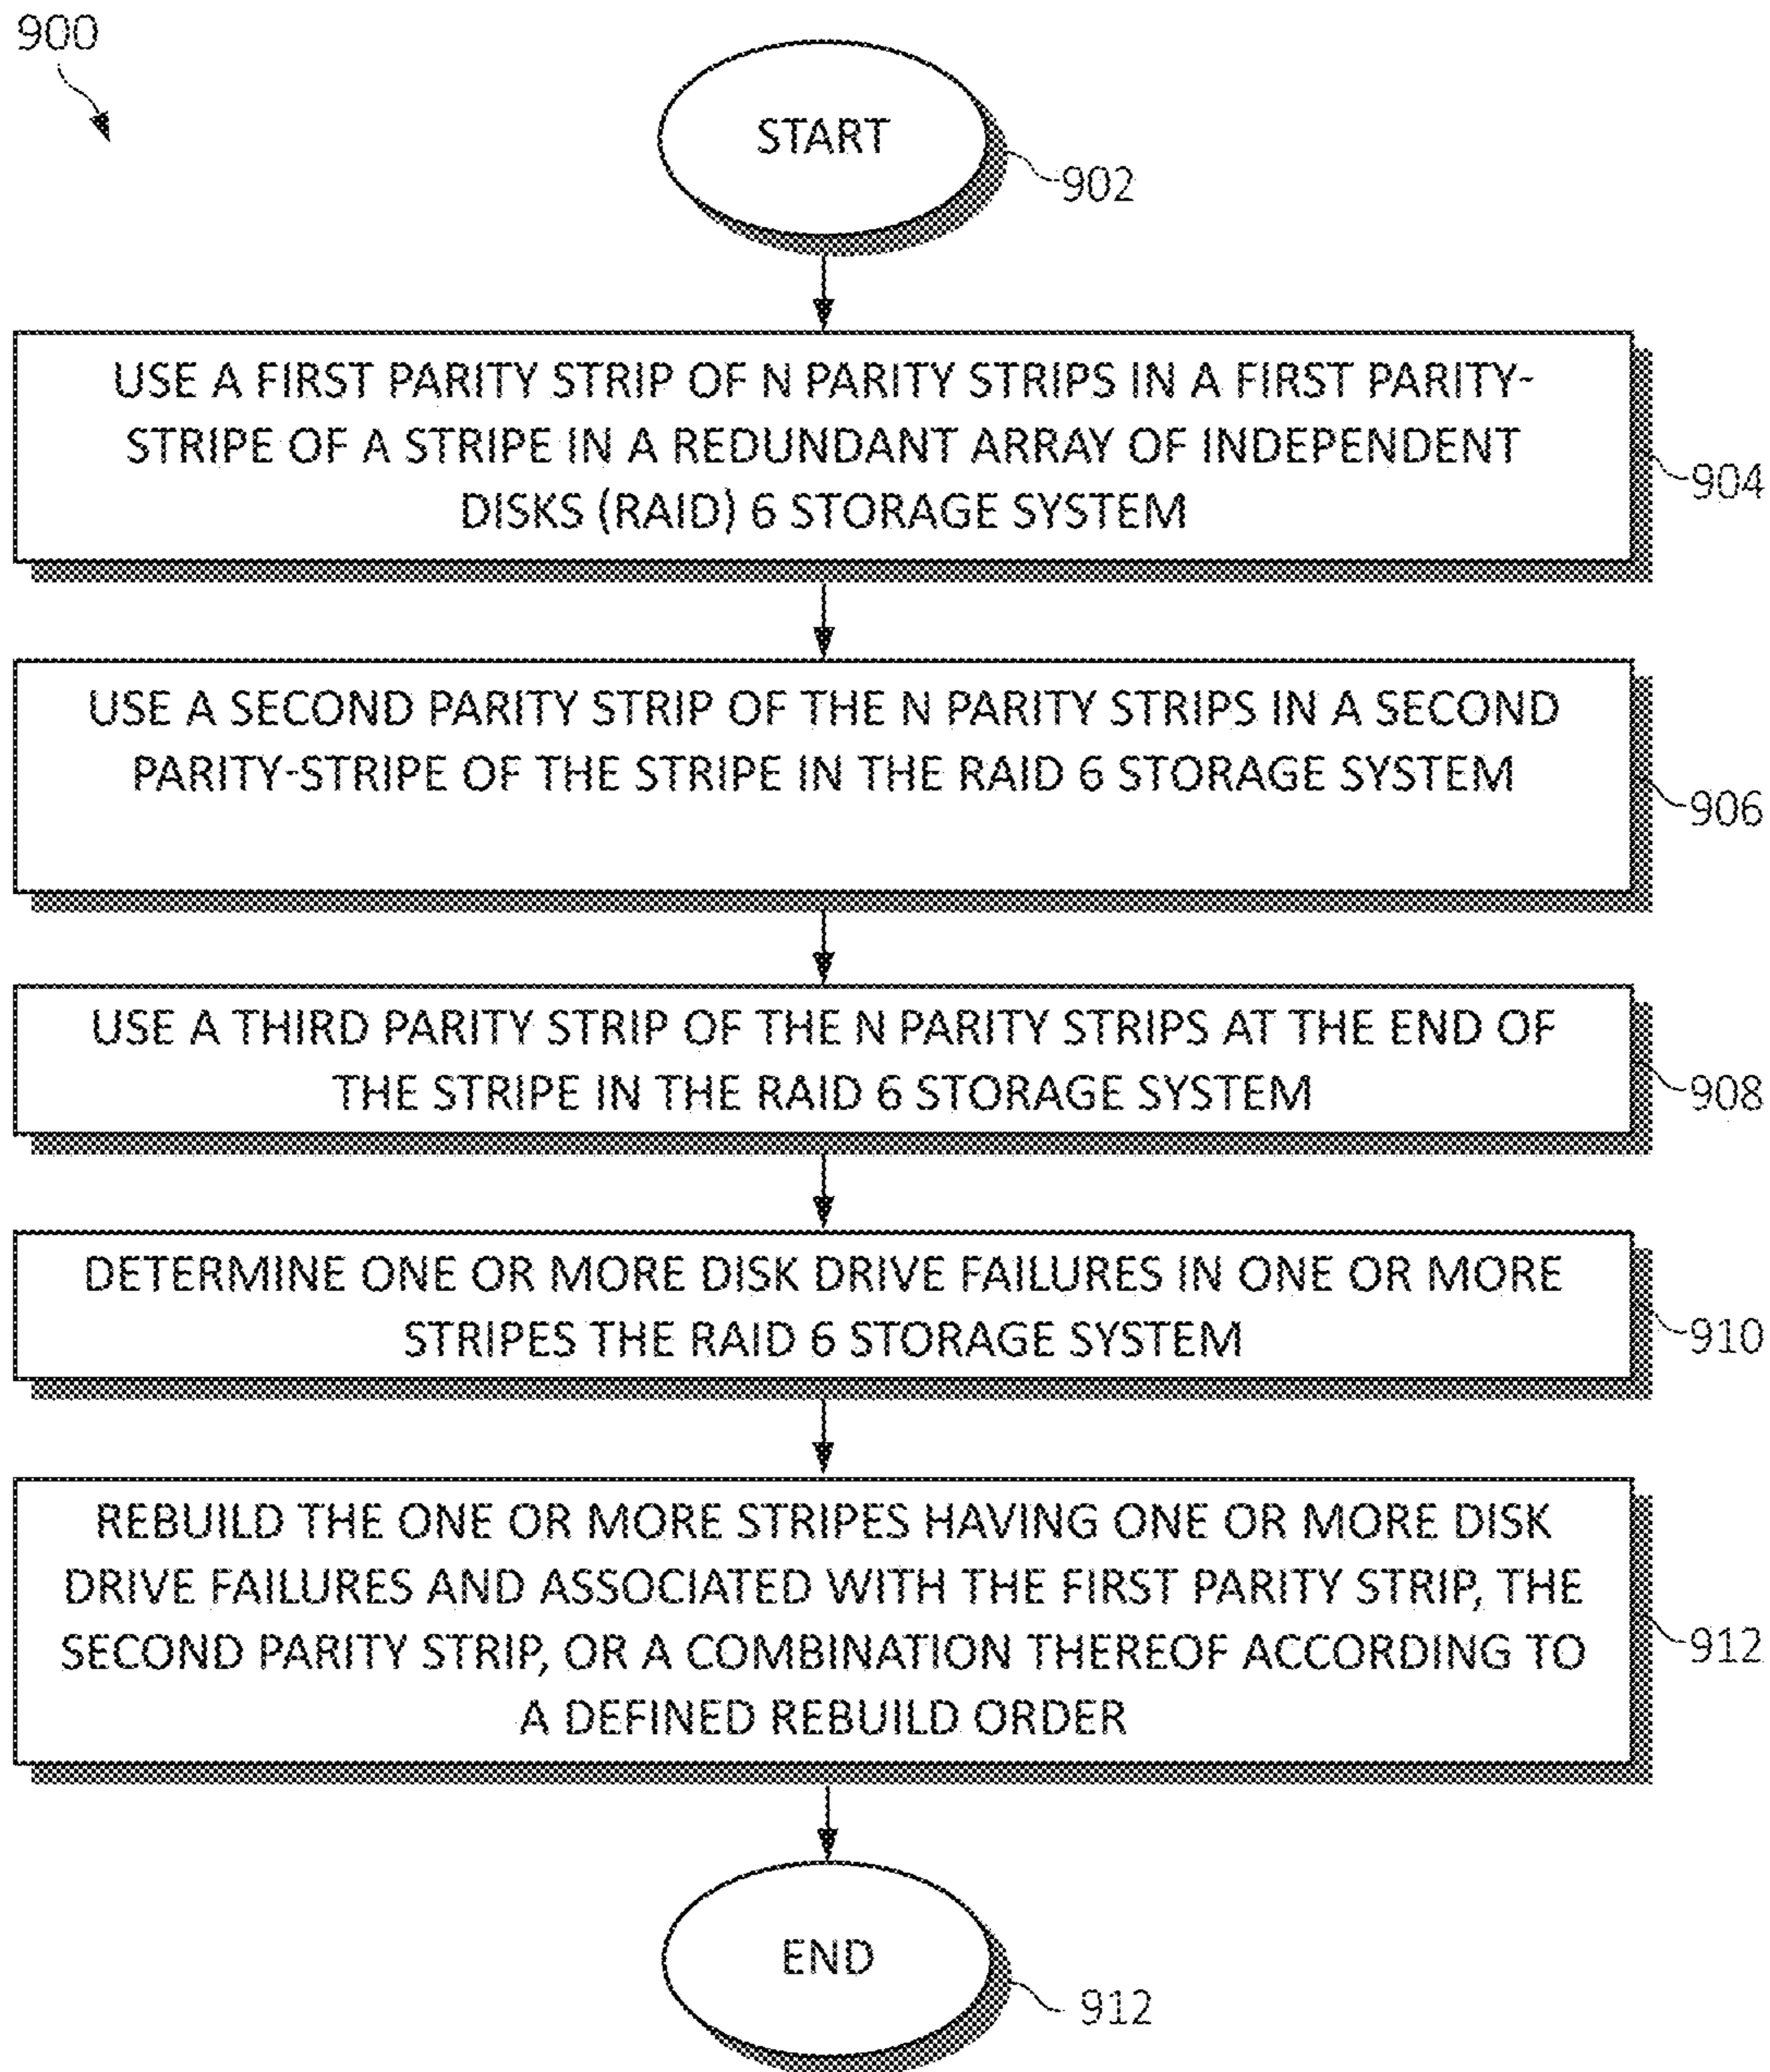 900
START
902
USE A FIRST PARITY STRIP OF N PARITY STRIPS IN A FIRST PARITY-
STRIPE OF A STRIPE IN A REDUNDANT ARRAY OF INDEPENDENT
DISKS (RAID) 6 STORAGE SYSTEM
904
USE A SECOND PARITY STRIP OF THE N PARITY STRIPS IN A SECOND
PARITY-STRIPE OF THE STRIPE IN THE RAID 6 STORAGE SYSTEM
906
USE A THIRD PARITY STRIP OF THE N PARITY STRIPS AT THE END OF
THE STRIPE IN THE RAID 6 STORAGE SYSTEM
908
DETERMINE ONE OR MORE DISK DRIVE FAILURES IN ONE OR MORE
STRIPES THE RAID 6 STORAGE SYSTEM
910
REBUILD THE ONE OR MORE STRIPES HAVING ONE OR MORE DISK
DRIVE FAILURES AND ASSOCIATED WITH THE FIRST PARITY STRIP, THE
SECOND PARITY STRIP, OR A COMBINATION THEREOF ACCORDING TO
A DEFINED REBUILD ORDER
912
END
912